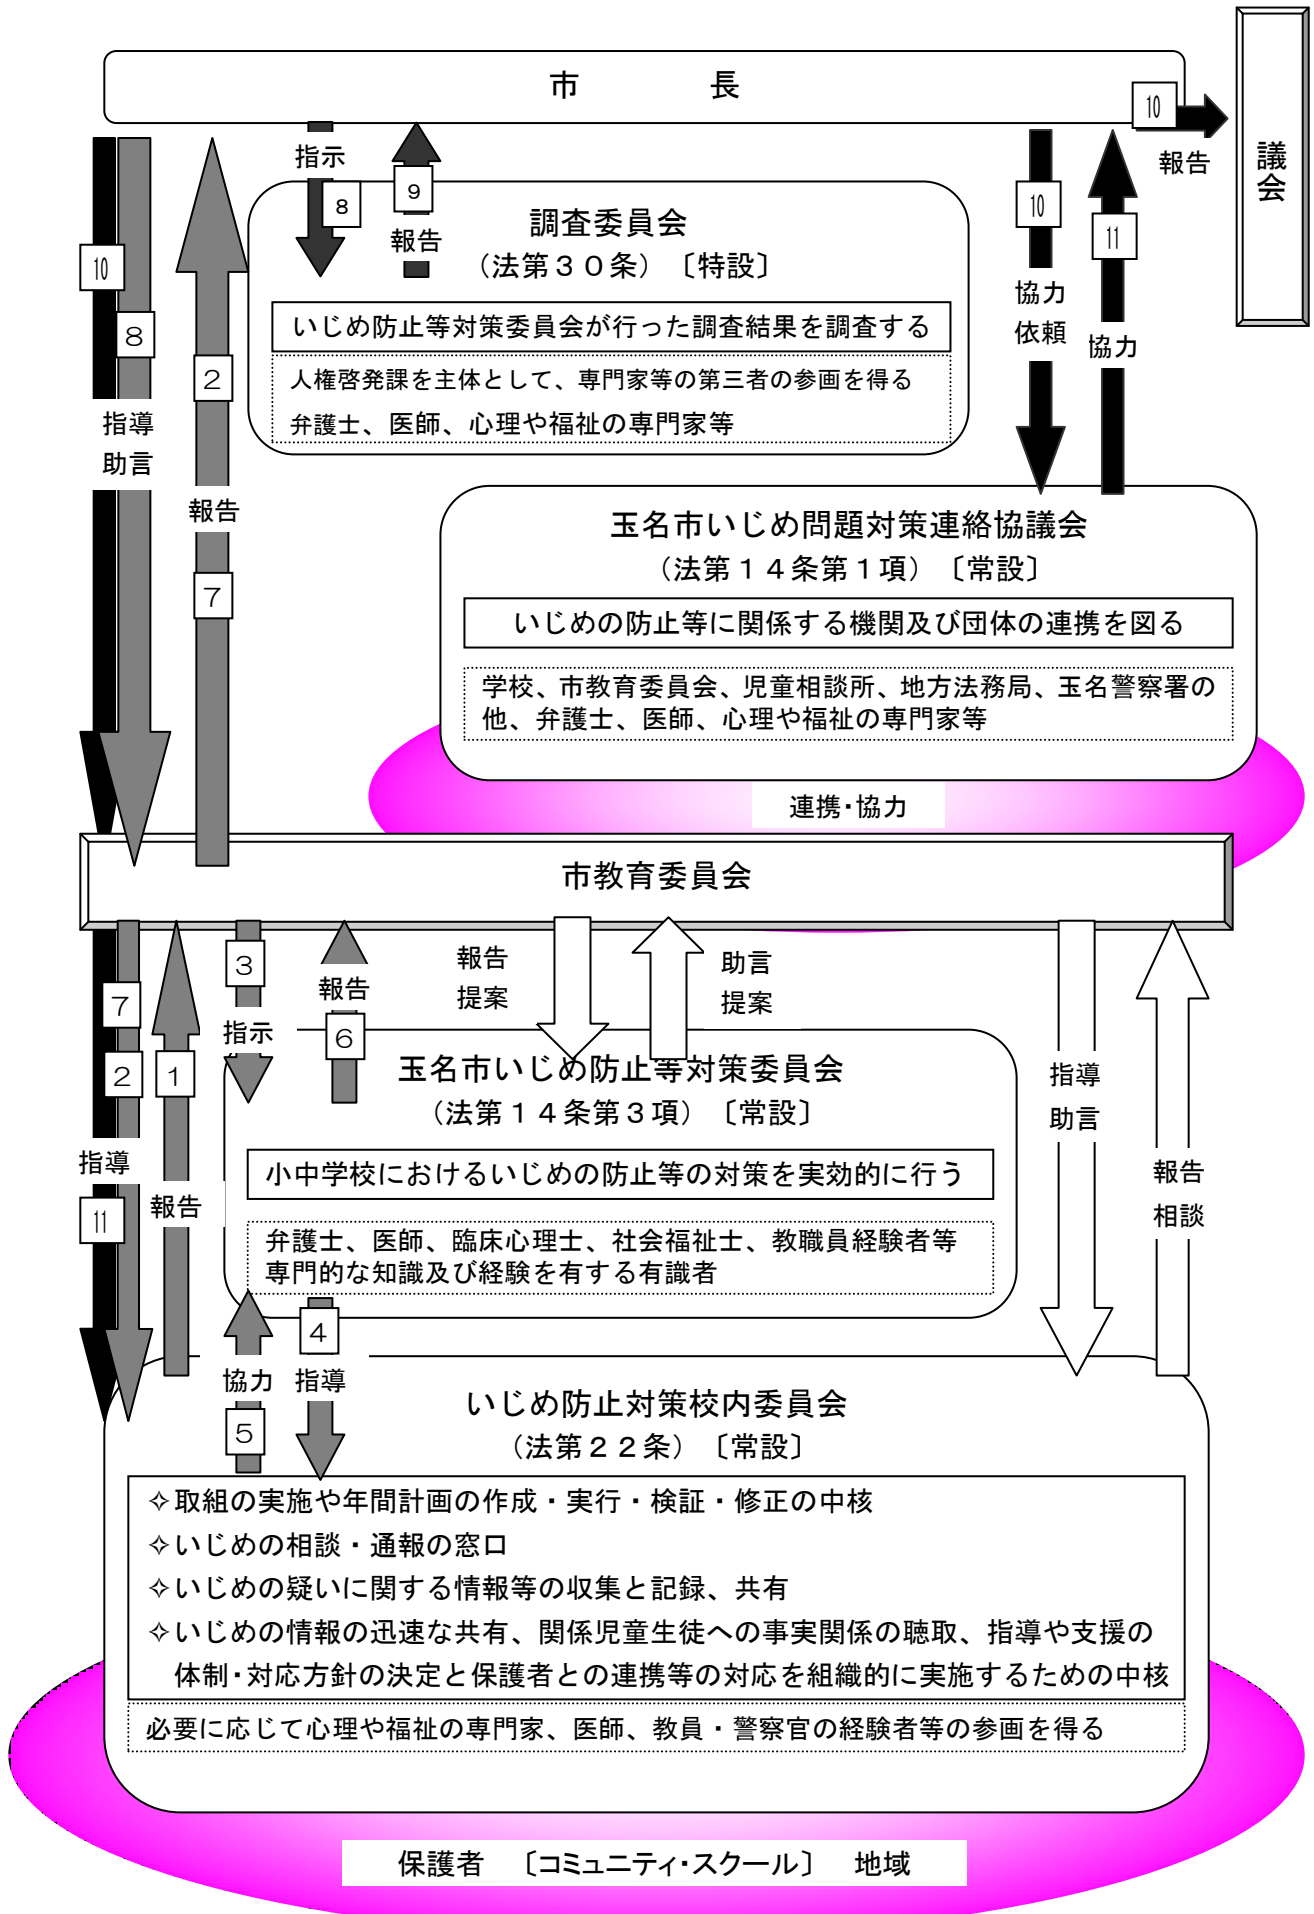 市　　　　長
議会
10
報告
指示
8
9
報告
10
協力
依頼
11
協力
10
8
指導
助言
2
報告
7
調査委員会
（法第３０条）〔特設〕
いじめ防止等対策委員会が行った調査結果を調査する
人権啓発課を主体として、専門家等の第三者の参画を得る
弁護士、医師、心理や福祉の専門家等
玉名市いじめ問題対策連絡協議会
（法第１４条第１項）〔常設〕
いじめの防止等に関係する機関及び団体の連携を図る
学校、市教育委員会、児童相談所、地方法務局、玉名警察署の
他、弁護士、医師、心理や福祉の専門家等
連携・協力
市教育委員会
7
2
指導
11
1
報告
3
指示
報告
6
報告
提案
助言
提案
指導
助言
報告
相談
玉名市いじめ防止等対策委員会
（法第１４条第３項）〔常設〕
小中学校におけるいじめの防止等の対策を実効的に行う
弁護士、医師、臨床心理士、社会福祉士、教職員経験者等
専門的な知識及び経験を有する有識者
協力
5
4
指導
いじめ防止対策校内委員会
（法第２２条）〔常設〕
✧取組の実施や年間計画の作成・実行・検証・修正の中核
✧いじめの相談・通報の窓口
✧いじめの疑いに関する情報等の収集と記録、共有
✧いじめの情報の迅速な共有、関係児童生徒への事実関係の聴取、指導や支援の
体制・対応方針の決定と保護者との連携等の対応を組織的に実施するための中核
必要に応じて心理や福祉の専門家、医師、教員・警察官の経験者等の参画を得る
保護者　〔コミュニティ・スクール〕　地域